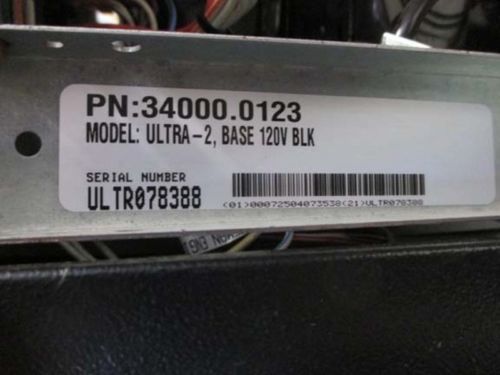 PN:34000.0123
MODEL: ULTRA-2, BASE 120V BLK
SERIAL NUMBER
ULTR078388
(01)00072504073538(21)ULTR078388